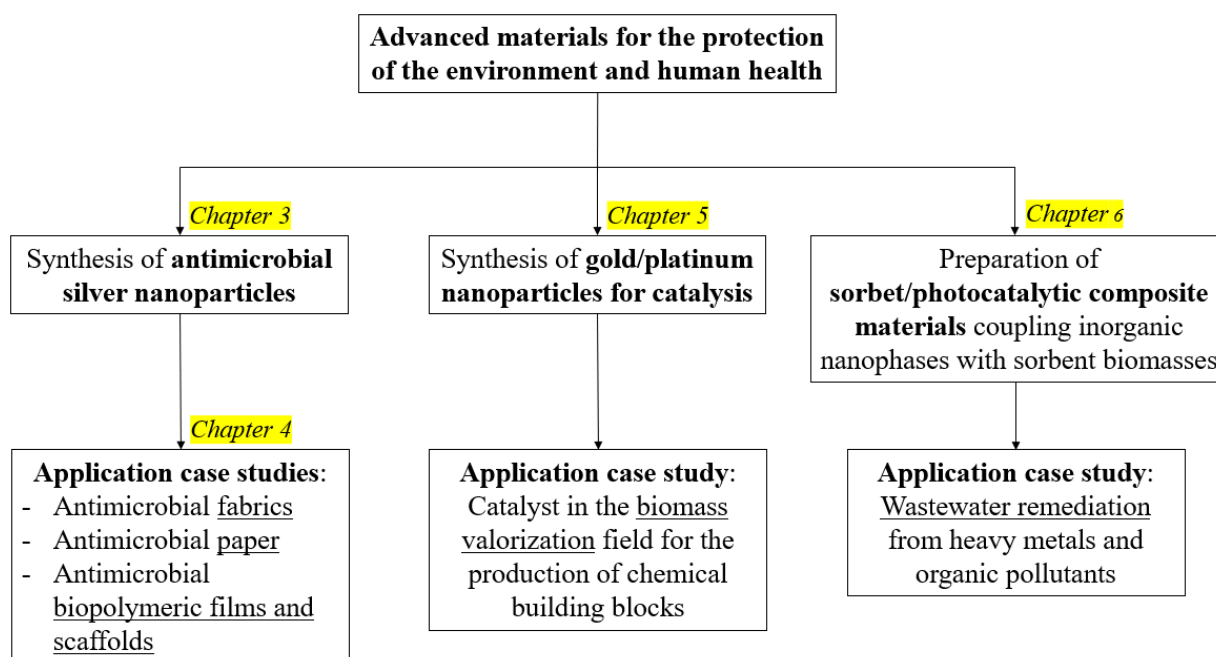 Advanced materials for the protection
of the environment and human health
Chapter 3
Synthesis of antimicrobial
silver nanoparticles
Chapter 5
Synthesis of gold/platinum
nanoparticles for catalysis
Chapter 6
Preparation of
sorbet/photocatalytic composite
materials coupling inorganic
nanophases with sorbent biomasses
Chapter 4
Application case studies:
- Antimicrobial fabrics
- Antimicrobial paper
- Antimicrobial
biopolymeric films and
scaffolds
Application case study:
Catalyst in the biomass
valorization field for the
production of chemical
building blocks
Application case study:
Wastewater remediation
from heavy metals and
organic pollutants